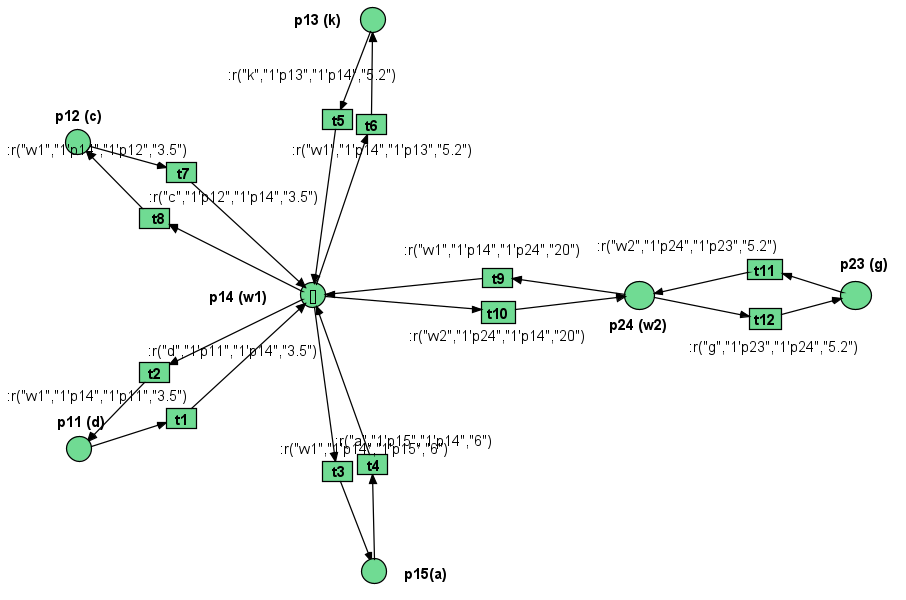 p13 (k)
:r("k","1'p13","1'p14","5.2")
p12 (c)
t5
t6
:r("w1","1'p14","1'p12","3.5")
:r("w1","1'p14","1'p13","5.2")
t7
:r("c","1'p12","1'p14","3.5")
t8
:r("w1","1'p14","1'p24","20")
:r("w2","1'p24","1'p23","5.2")
p23 (g)
t9
t11
p14 (w1)
t10
t12
p24 (w2)
:r("w2","1'p24","1'p14","20")
:r("g","1'p23","1'p24","5.2")
:r("d","1'p11","1'p14","3.5")
t2
:r("w1","1'p14","1'p11","3.5")
p11 (d)
t1
:r("a","1'p15","1'p14","6")
:r("w1","1'p14","1'p15","6")
t3
t4
p15(a)